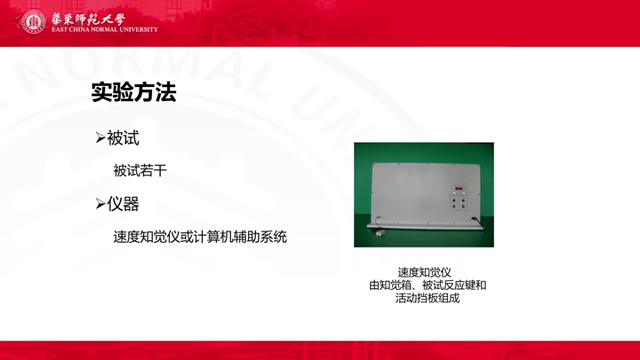 華東師範大學
EAST CHINA NORMAL UNIVERSITY
实验方法
➢被试
被试若干
➢仪器
速度知觉仪或计算机辅助系统
速度知觉仪
由知觉箱、被试反应键和
活动挡板组成